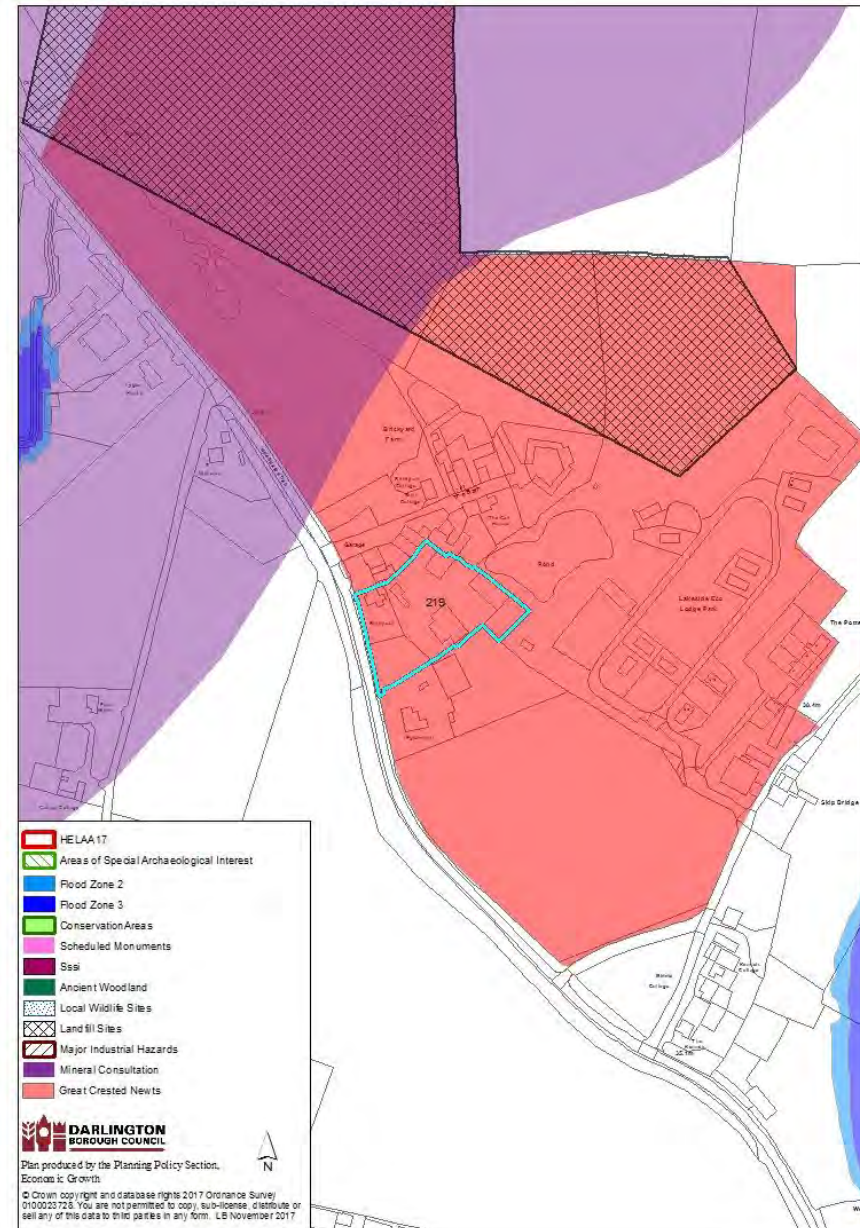 Pond
219
Garage
Lakeside Eco
Lodge Park
Skip Bridge
HELAA17
Areas of Special Archaeological Interest
Flood Zone 2
Flood Zone 3
Conservation Areas
Scheduled Monuments
Sssi
Ancient Woodland
Local Wildlife Sites
Landfill Sites
Major Industrial Hazards
Mineral Consultation
Great Crested Newts
DARLINGTON
BOROUGH COUNCIL
N
Plan produced by the Planning Policy Section,
Economic Growth
© Crown copyright and database rights 2017 Ordnance Survey
0100023728. You are not permitted to copy, sub-license, distribute or
sell any of this data to third parties in any form. LB November 2017